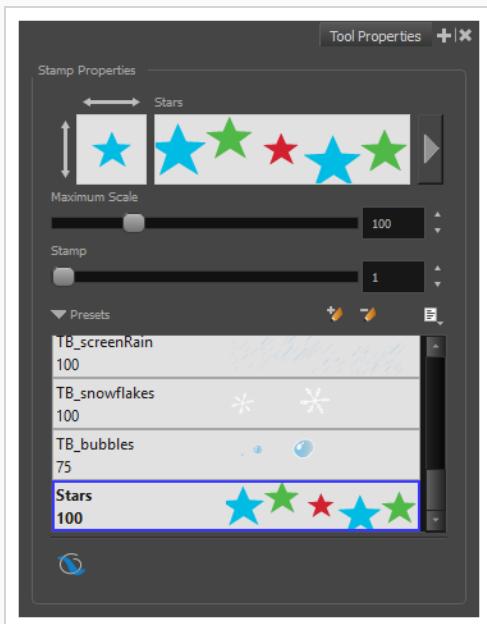 Tool Properties
Stamp Properties
Stars
Maximum Scale
100
Stamp
1
Presets
TB_screenRain
100
TB_snowflakes
100
TB_bubbles
75
Stars
100